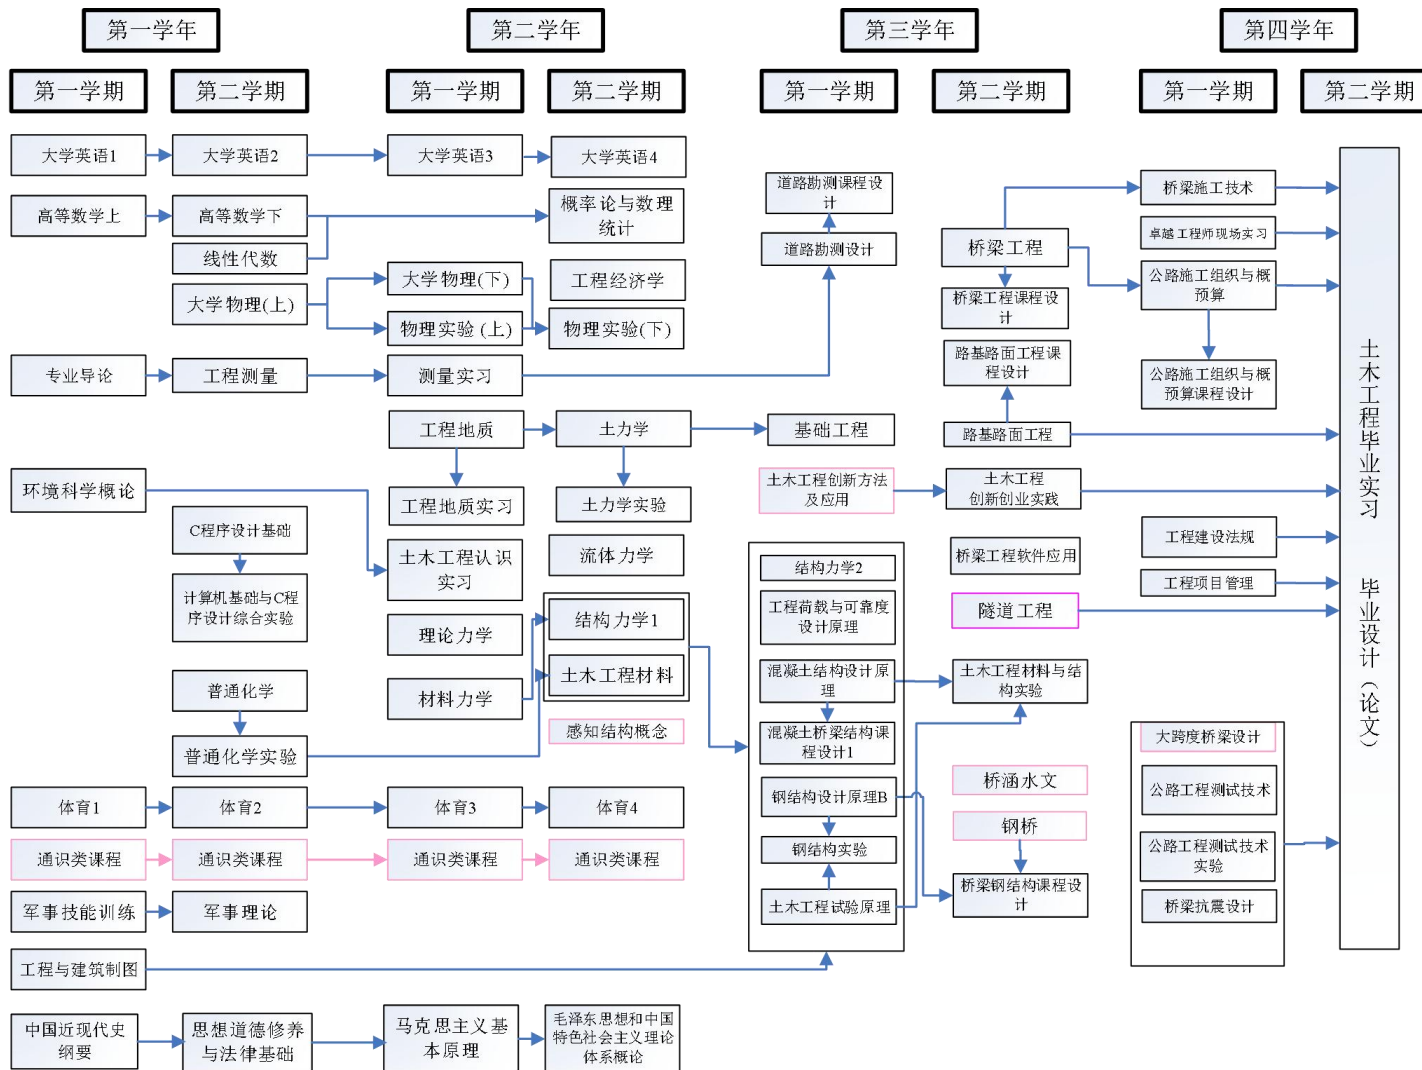 第一学年
第二学年
第三学年
第四学年
第一学期
第二学期
第一学期
第二学期
第一学期
第二学期
第一学期
第二学期
大学英语1
大学英语2
大学英语3
大学英语4
高等数学上
高等数学下
概率论与数理
统计
线性代数
大学物理(上)
大学物理(下)
工程经济学
物理实验 (上)
物理实验(下)
专业导论
工程测量
测量实习
工程地质
土力学
基础工程
环境科学概论
工程地质实习
土力学实验
C程序设计基础
土木工程认识
实习
流体力学
计算机基础与C程
序设计综合实验
理论力学
结构力学1
材料力学
土木工程材料
普通化学
感知结构概念
普通化学实验
体育1
体育2
体育3
体育4
通识类课程
通识类课程
通识类课程
通识类课程
军事技能训练
军事理论
工程与建筑制图
中国近现代史
纲要
思想道德修养
与法律基础
马克思主义基
本原理
毛泽东思想和中国
特色社会主义理论
体系概论
道路勘测课程设
计
道路勘测设计
土木工程创新方法
及应用
结构力学2
工程荷载与可靠度
设计原理
混凝土结构设计原
理
混凝土桥梁结构课
程设计1
钢结构设计原理B
钢结构实验
土木工程试验原理
桥梁工程
桥梁工程课程设
计
路基路面工程课
程设计
路基路面工程
土木工程
创新创业实践
桥梁工程软件应用
隧道工程
土木工程材料与结
构实验
桥涵水文
钢桥
桥梁钢结构课程设
计
桥梁施工技术
卓越工程师现场实习
公路施工组织与概
预算
公路施工组织与概
预算课程设计
工程建设法规
工程项目管理
大跨度桥梁设计
公路工程测试技术
公路工程测试技术
实验
桥梁抗震设计
土木工程毕业实习
毕业设计（论文）